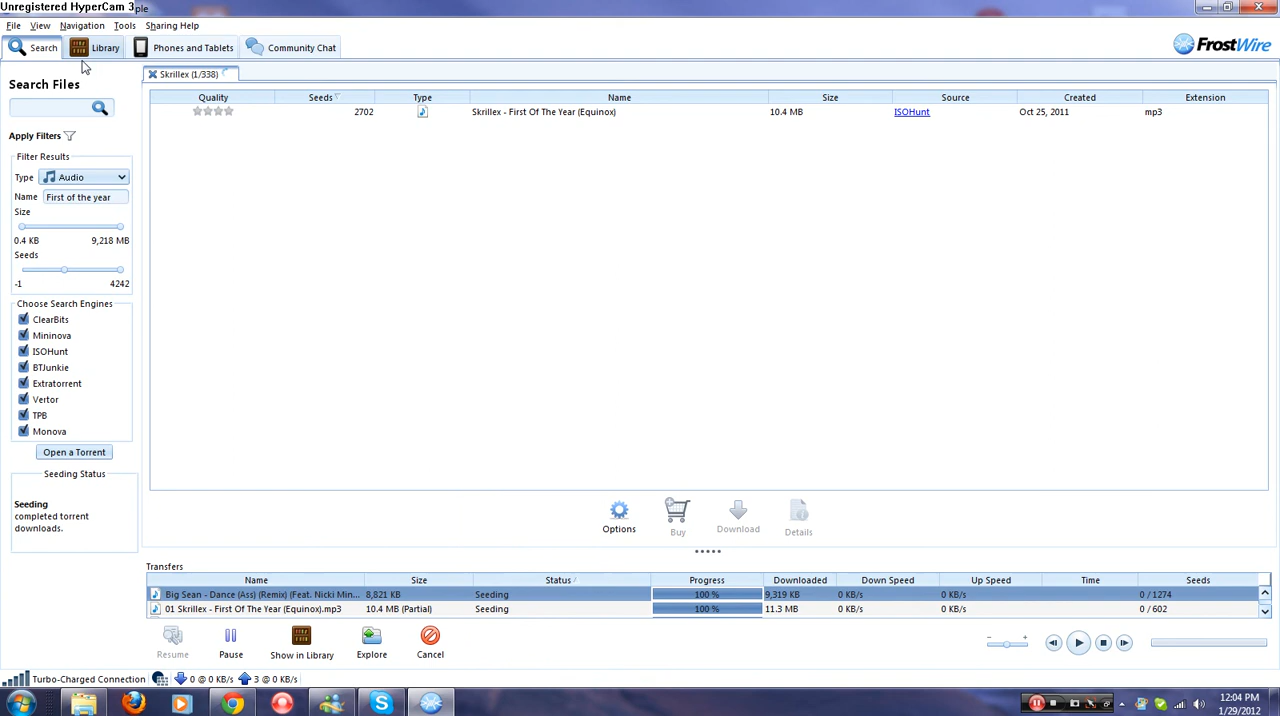 Unregistered HyperCam 3 ple
File View Navigation Tools Sharing Help
Search Library Phones and Tablets Community Chat FrostWire
Search Files
Skrillex (1/338)
Quality Seeds Type Name Size Source Created Extension
2702 Skrillex - First Of The Year (Equinox) 10.4 MB ISOHunt Oct 25, 2011 mp3
Apply Filters
Filter Results
Type Audio
Name First of the year
Size
0.4 KB 9,218 MB
Seeds
-1 4242
Choose Search Engines
ClearBits
Mininova
ISOHunt
BTJunkie
Extratorrent
Vertor
TPB
Monova
Open a Torrent
Seeding Status
Seeding
completed torrent
downloads.
Options Buy Download Details
Transfers
Name Size Status Progress Downloaded Down Speed Up Speed Time Seeds
Big Sean - Dance (Ass) (Remix) (Feat. Nicki Min... 8,821 KB Seeding 100 % 9,319 KB 0 KB/s 0 KB/s 0 / 1274
01 Skrillex - First Of The Year (Equinox).mp3 10.4 MB (Partial) Seeding 100 % 11.3 MB 0 KB/s 0 KB/s 0 / 602
Resume Pause Show in Library Explore Cancel
- +
Turbo-Charged Connection 0 @ 0 KB/s 3 @ 0 KB/s
12:04 PM
1/29/2012